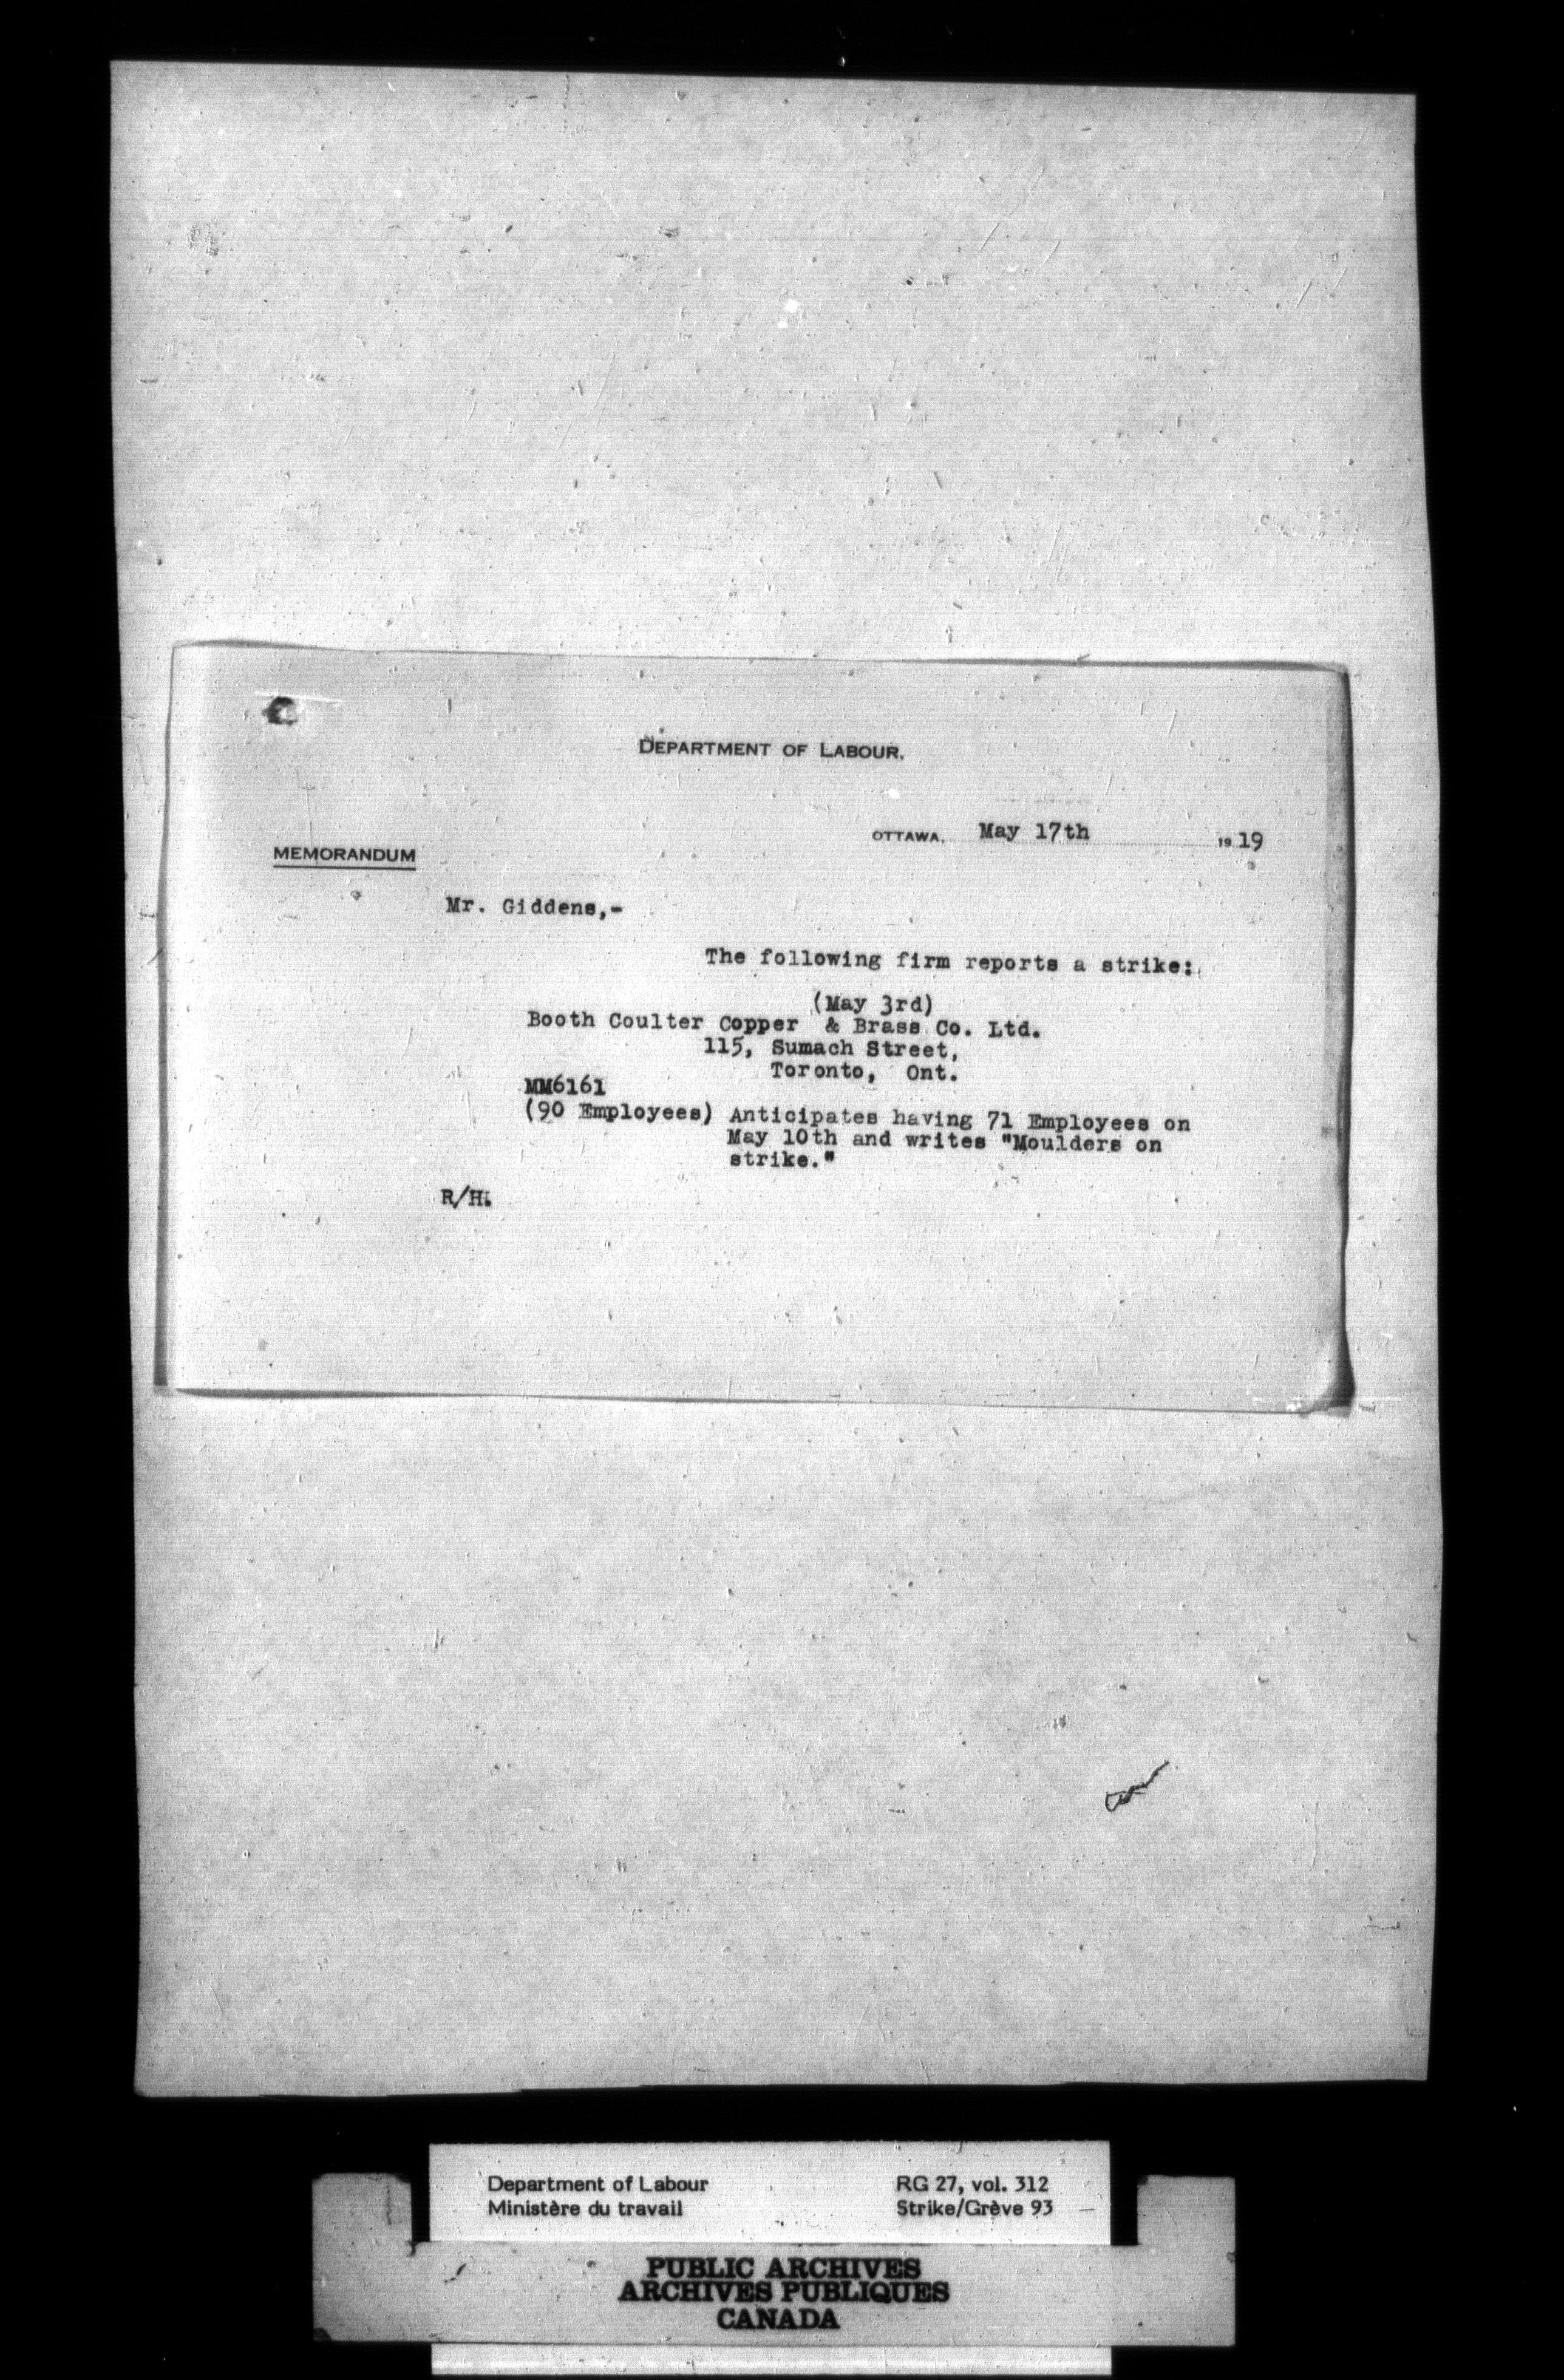 DEPARTMENT OF LABOUR.
OTTAWA, May 17th 1919
MEMORANDUM
Mr. Giddens,-
The following firm reports a strike:
(May 3rd)
Booth Coulter Copper & Brass Co. Ltd.
115, Sumach Street,
Toronto, Ont.
MM6161
(90 Employees) Anticipates having 71 Employees on
May 10th and writes "Moulders on
strike."
R/H.
Department of Labour
Ministère du travail
RG 27, vol. 312
Strike/Grève 93
PUBLIC ARCHIVES
ARCHIVES PUBLIQUES
CANADA